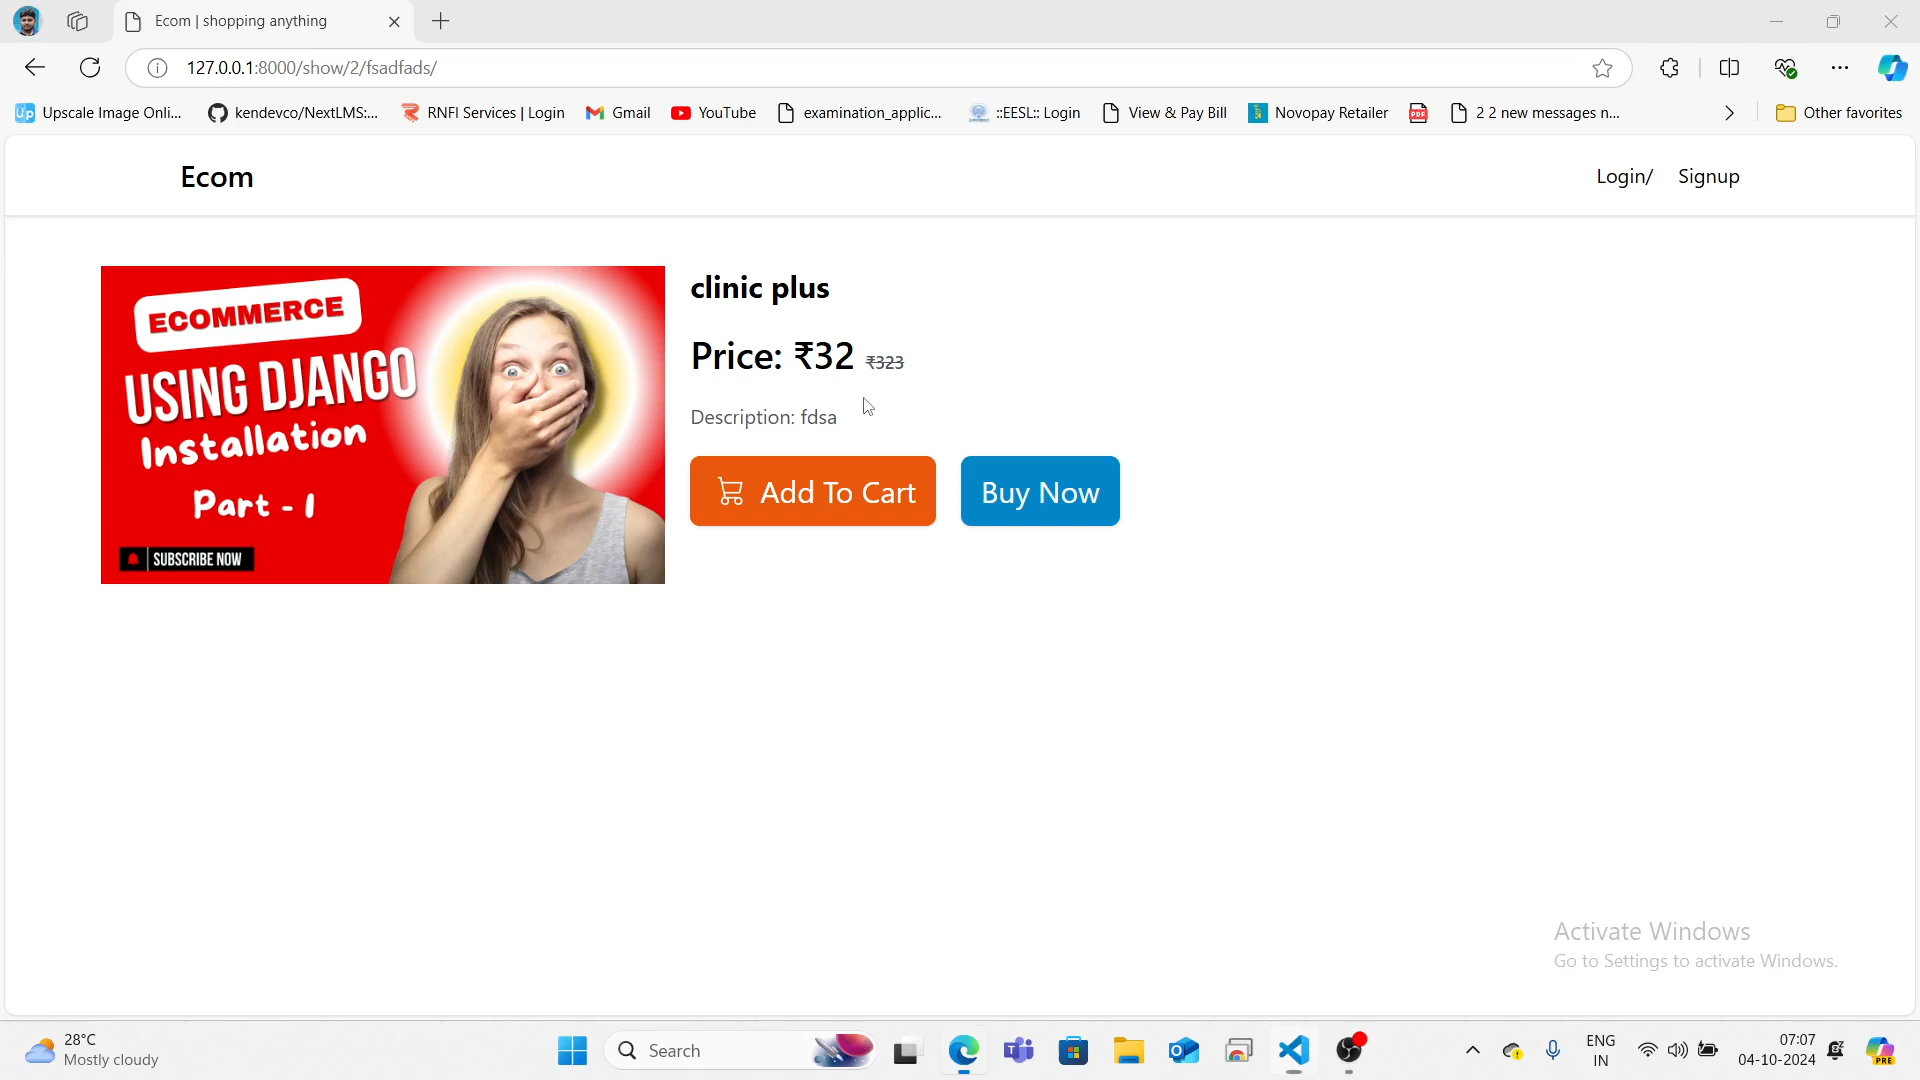 Ecom | shopping anything
127.0.0.1:8000/show/2/fsadfads/
Upscale Image Onli...
kendevco/NextLMS:...
RNFI Services | Login
Gmail
YouTube
examination_applic...
::EESL:: Login
View & Pay Bill
Novopay Retailer
PDF
2 2 new messages n...
Other favorites
Ecom
Login/ Signup
ECOMMERCE
USING DJANGO
Installation
Part - 1
SUBSCRIBE NOW
clinic plus
Price: ₹32 ₹323
Description: fdsa
Add To Cart
Buy Now
Activate Windows
Go to Settings to activate Windows.
28°C
Mostly cloudy
Search
ENG
IN
07:07
04-10-2024
PRE